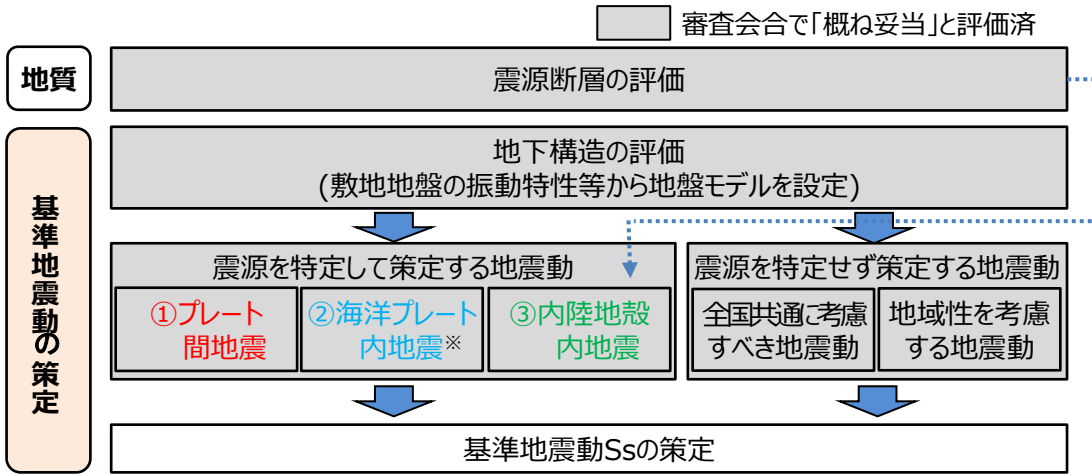 審査会合で「概ね妥当」と評価済
地質
震源断層の評価
基準地震動の策定
地下構造の評価
(敷地地盤の振動特性等から地盤モデルを設定)
震源を特定して策定する地震動
①プレート
間地震
②海洋プレート
内地震※
③内陸地殻
内地震
震源を特定せず策定する地震動
全国共通に考慮
すべき地震動
地域性を考慮
する地震動
基準地震動Ssの策定